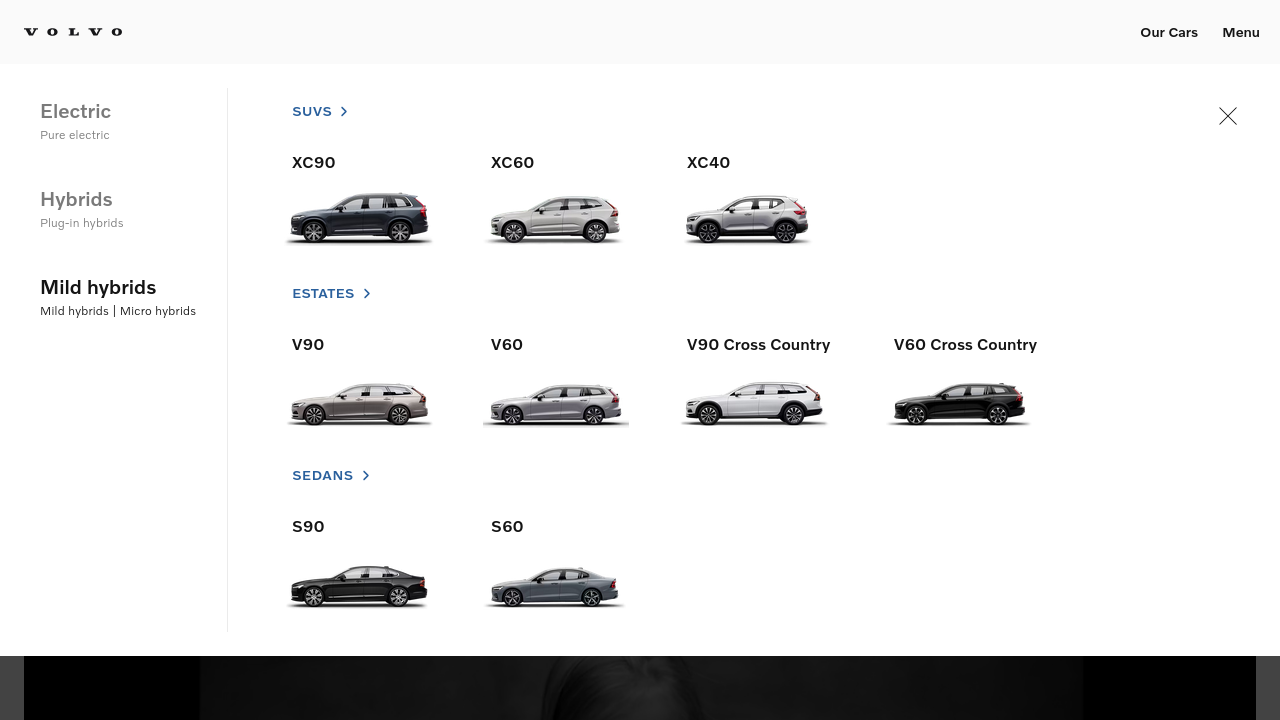 VOLVO
Our Cars
Menu
Electric
Pure electric
Hybrids
Plug-in hybrids
Mild hybrids
Mild hybrids | Micro hybrids
SUVS
XC90
XC60
XC40
ESTATES
V90
V60
V90 Cross Country
V60 Cross Country
SEDANS
S90
S60